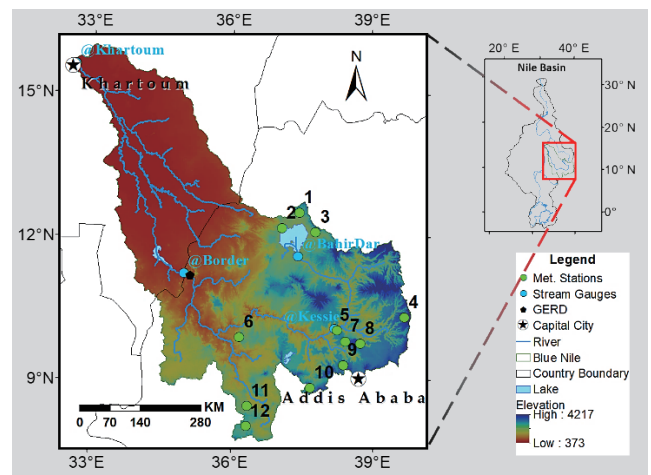 33°E 36°E 39°E
@Khartoum
Khartoum
N
15°N
12°N
9°N
1
2
3
@BahirDar
@Border
4
@Kessie
5
6
7
8
9
10
11
12
Addis Ababa
KM
0 70 140 280
33°E 36°E 39°E
20° E 40° E
Nile Basin
30° N
20° N
10° N
0°
Legend
Met. Stations
Stream Gauges
GERD
Capital City
River
Blue Nile
Country Boundary
Lake
Elevation
High : 4217
Low : 373